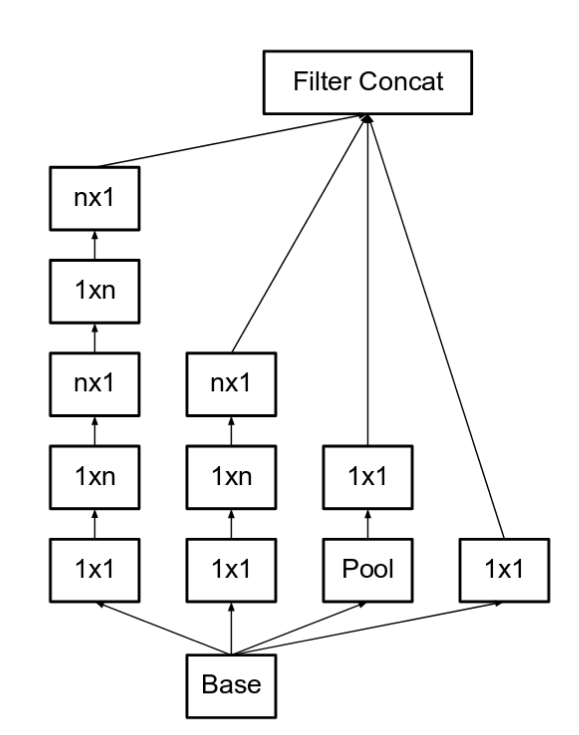 Filter Concat
nx1
1xn
nx1
nx1
1xn
1xn
1x1
1x1
1x1
Pool
1x1
Base